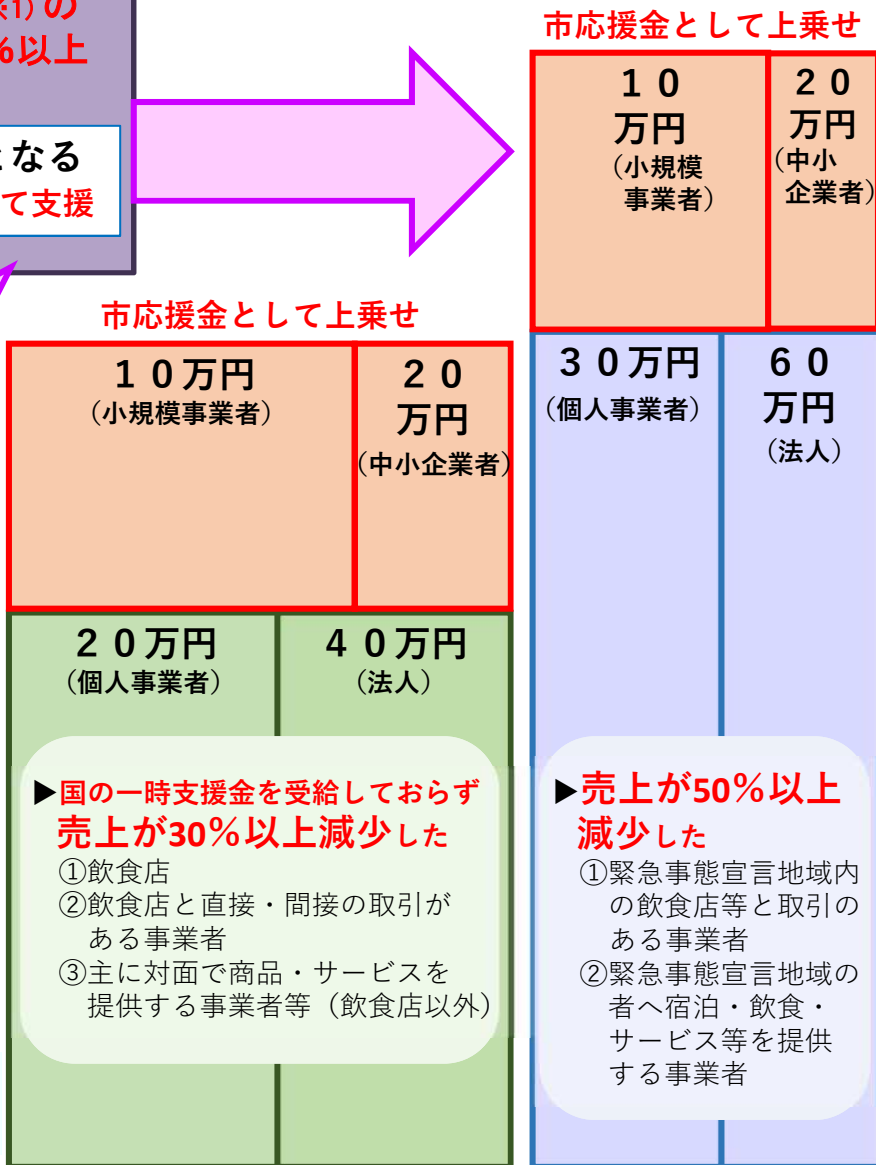 ※1）の
%以上
となる
て支援
市応援金として上乗せ
１０
万円
（小規模
事業者）
２０
万円
（中小
企業者）
市応援金として上乗せ
１０万円
（小規模事業者）
２０
万円
（中小企業者）
３０万円
（個人事業者）
６０
万円
（法人）
２０万円
（個人事業者）
４０万円
（法人）
▶国の一時支援金を受給しておらず
売上が30％以上減少した
①飲食店
②飲食店と直接・間接の取引が
ある事業者
③主に対面で商品・サービスを
提供する事業者等（飲食店以外）
▶売上が50％以上
減少した
①緊急事態宣言地域内
の飲食店等と取引の
ある事業者
②緊急事態宣言地域の
者へ宿泊・飲食・
サービス等を提供
する事業者